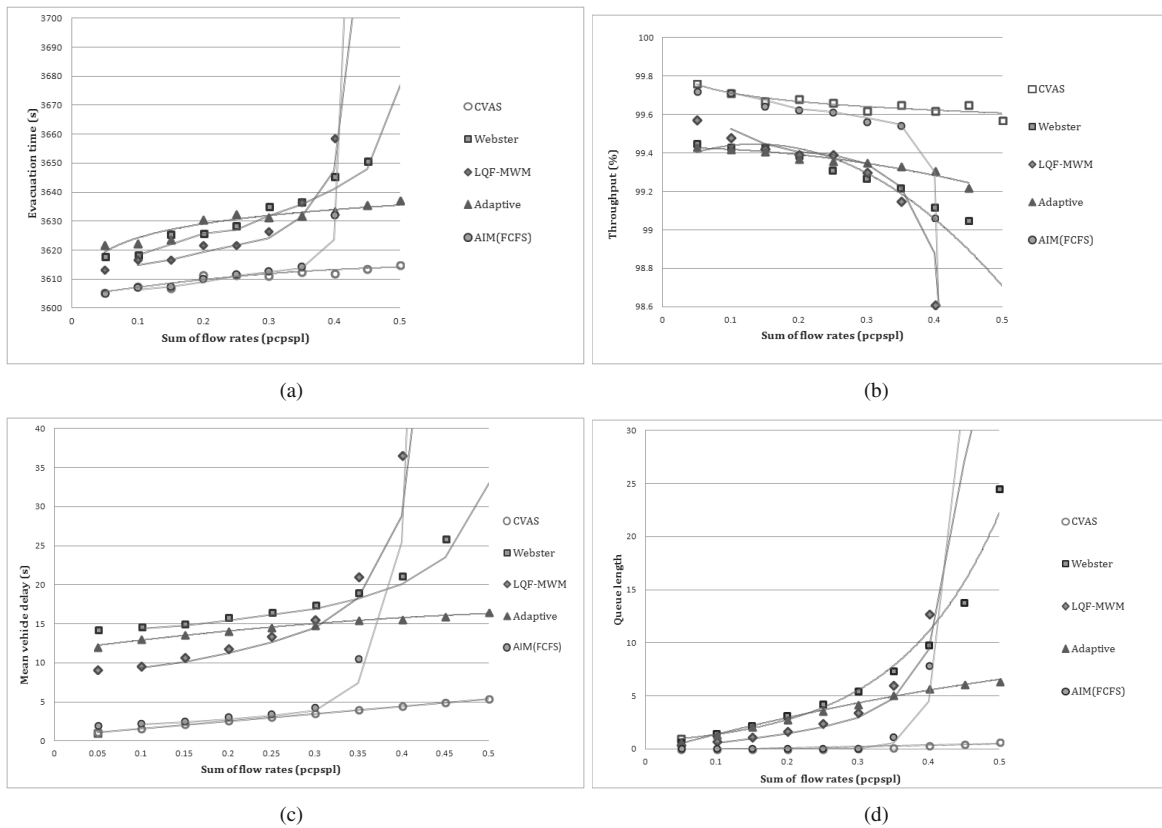 3700
3690
3680
3670
3660
3650
3640
3630
3620
3610
3600
Evacuation time (s)
0
0.1
0.2
0.3
0.4
0.5
Sum of flow rates (pcpspl)
CVAS
Webster
LQF-MWM
Adaptive
AIM(FCFS)
(a)
100
99.8
99.6
99.4
99.2
99
98.8
98.6
Throughput (%)
0
0.1
0.2
0.3
0.4
0.5
Sum of flow rates (pcpspl)
CVAS
Webster
LQF-MWM
Adaptive
AIM(FCFS)
(b)
40
35
30
25
20
15
10
5
0
Mean vehicle delay (s)
0.05
0.1
0.15
0.2
0.25
0.3
0.35
0.4
0.45
0.5
Sum of flow rates (pcpspl)
CVAS
Webster
LQF-MWM
Adaptive
AIM(FCFS)
(c)
30
25
20
15
10
5
0
Queue length
0
0.1
0.2
0.3
0.4
0.5
Sum of flow rates (pcpspl)
CVAS
Webster
LQF-MWM
Adaptive
AIM(FCFS)
(d)